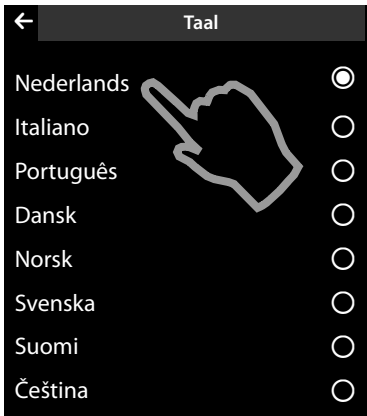 Taal
Nederlands
Italiano
Português
Dansk
Norsk
Svenska
Suomi
Čeština